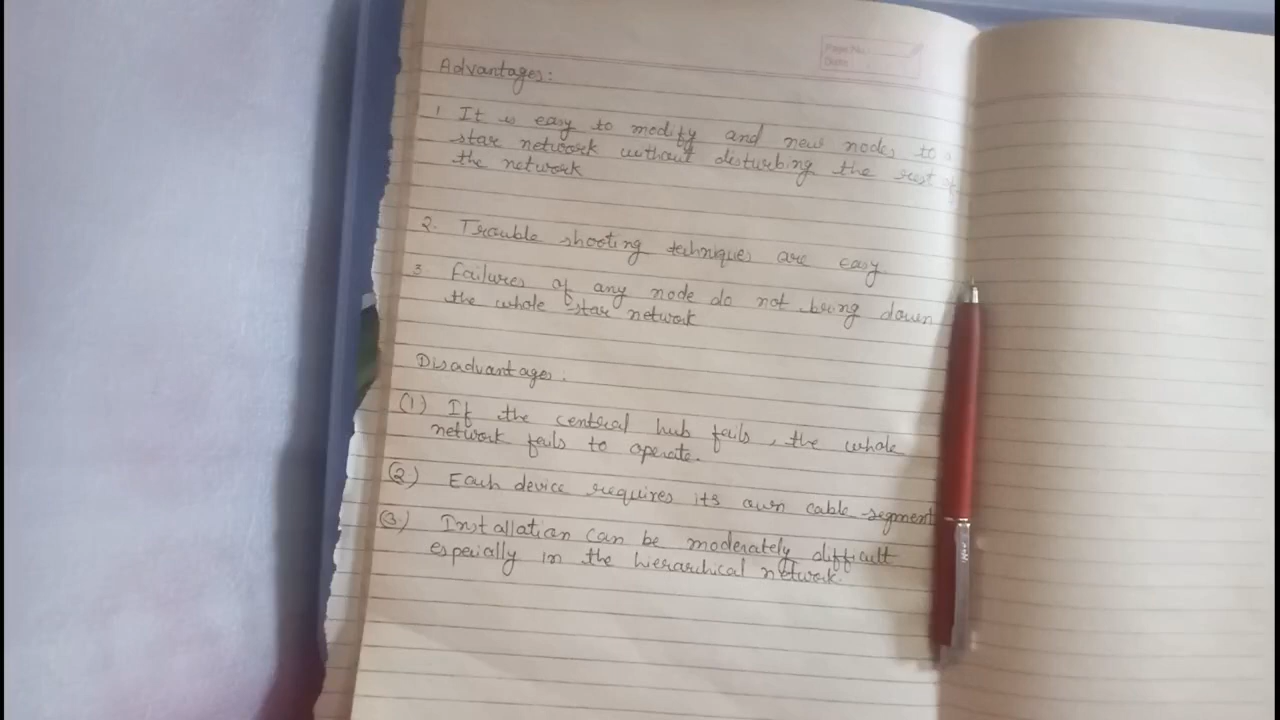 Page No.
Date
Advantages:
1 It is easy to modify and new nodes to a
star network without disturbing the rest of
the network
2. Trouble shooting techniques are easy
3. Failures of any node do not bring down
the whole star network
Disadvantages:
(1) If the central hub fails, the whole
network fails to operate.
(2) Each device requires its own cable segment
(3) Installation can be moderately difficult
especially in the hierarchical network.